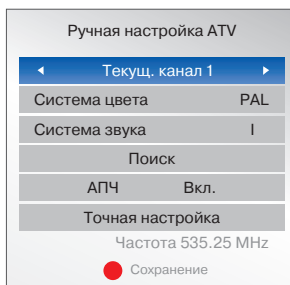 Ручная настройка ATV
Текущ. канал 1
Система цвета PAL
Система звука I
Поиск
АПЧ Вкл.
Точная настройка
Частота 535.25 MHz
Сохранение